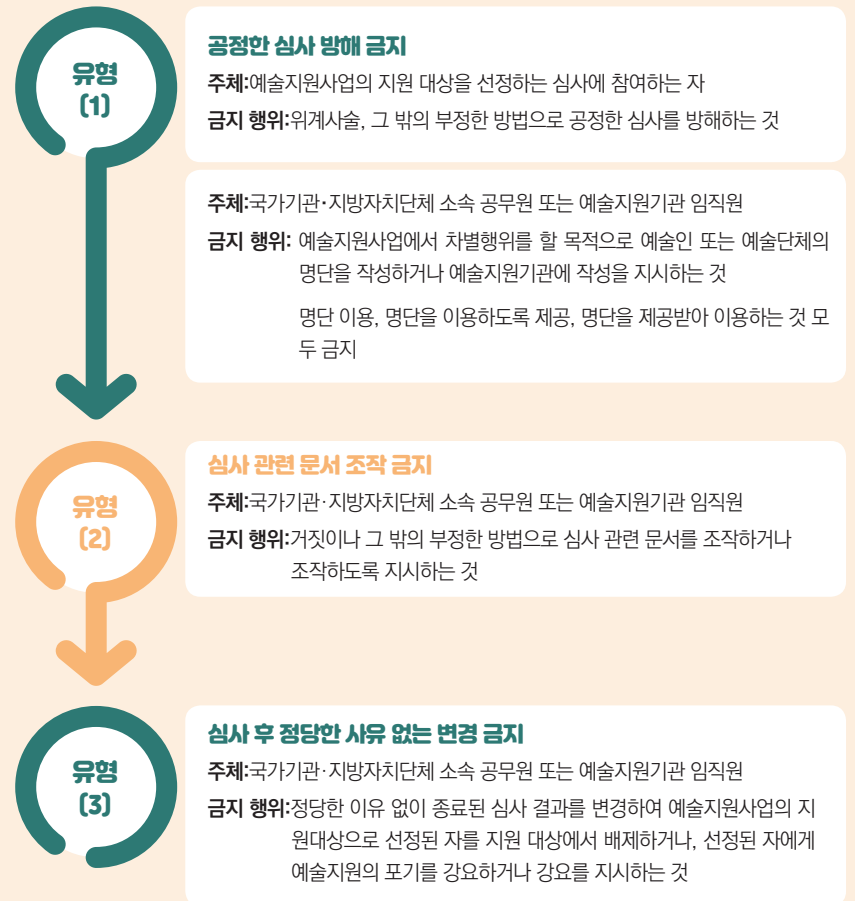 유형
(1)
공정한 심사 방해 금지
주체:예술지원사업의 지원 대상을 선정하는 심사에 참여하는 자
금지 행위:위계사술, 그 밖의 부정한 방법으로 공정한 심사를 방해하는 것
주체:국가기관·지방자치단체 소속 공무원 또는 예술지원기관 임직원
금지 행위: 예술지원사업에서 차별행위를 할 목적으로 예술인 또는 예술단체의
명단을 작성하거나 예술지원기관에 작성을 지시하는 것
명단 이용, 명단을 이용하도록 제공, 명단을 제공받아 이용하는 것 모
두 금지
유형
(2)
심사 관련 문서 조작 금지
주체:국가기관·지방자치단체 소속 공무원 또는 예술지원기관 임직원
금지 행위:거짓이나 그 밖의 부정한 방법으로 심사 관련 문서를 조작하거나
조작하도록 지시하는 것
유형
(3)
심사 후 정당한 사유 없는 변경 금지
주체:국가기관·지방자치단체 소속 공무원 또는 예술지원기관 임직원
금지 행위:정당한 이유 없이 종료된 심사 결과를 변경하여 예술지원사업의 지
원대상으로 선정된 자를 지원 대상에서 배제하거나, 선정된 자에게
예술지원의 포기를 강요하거나 강요를 지시하는 것